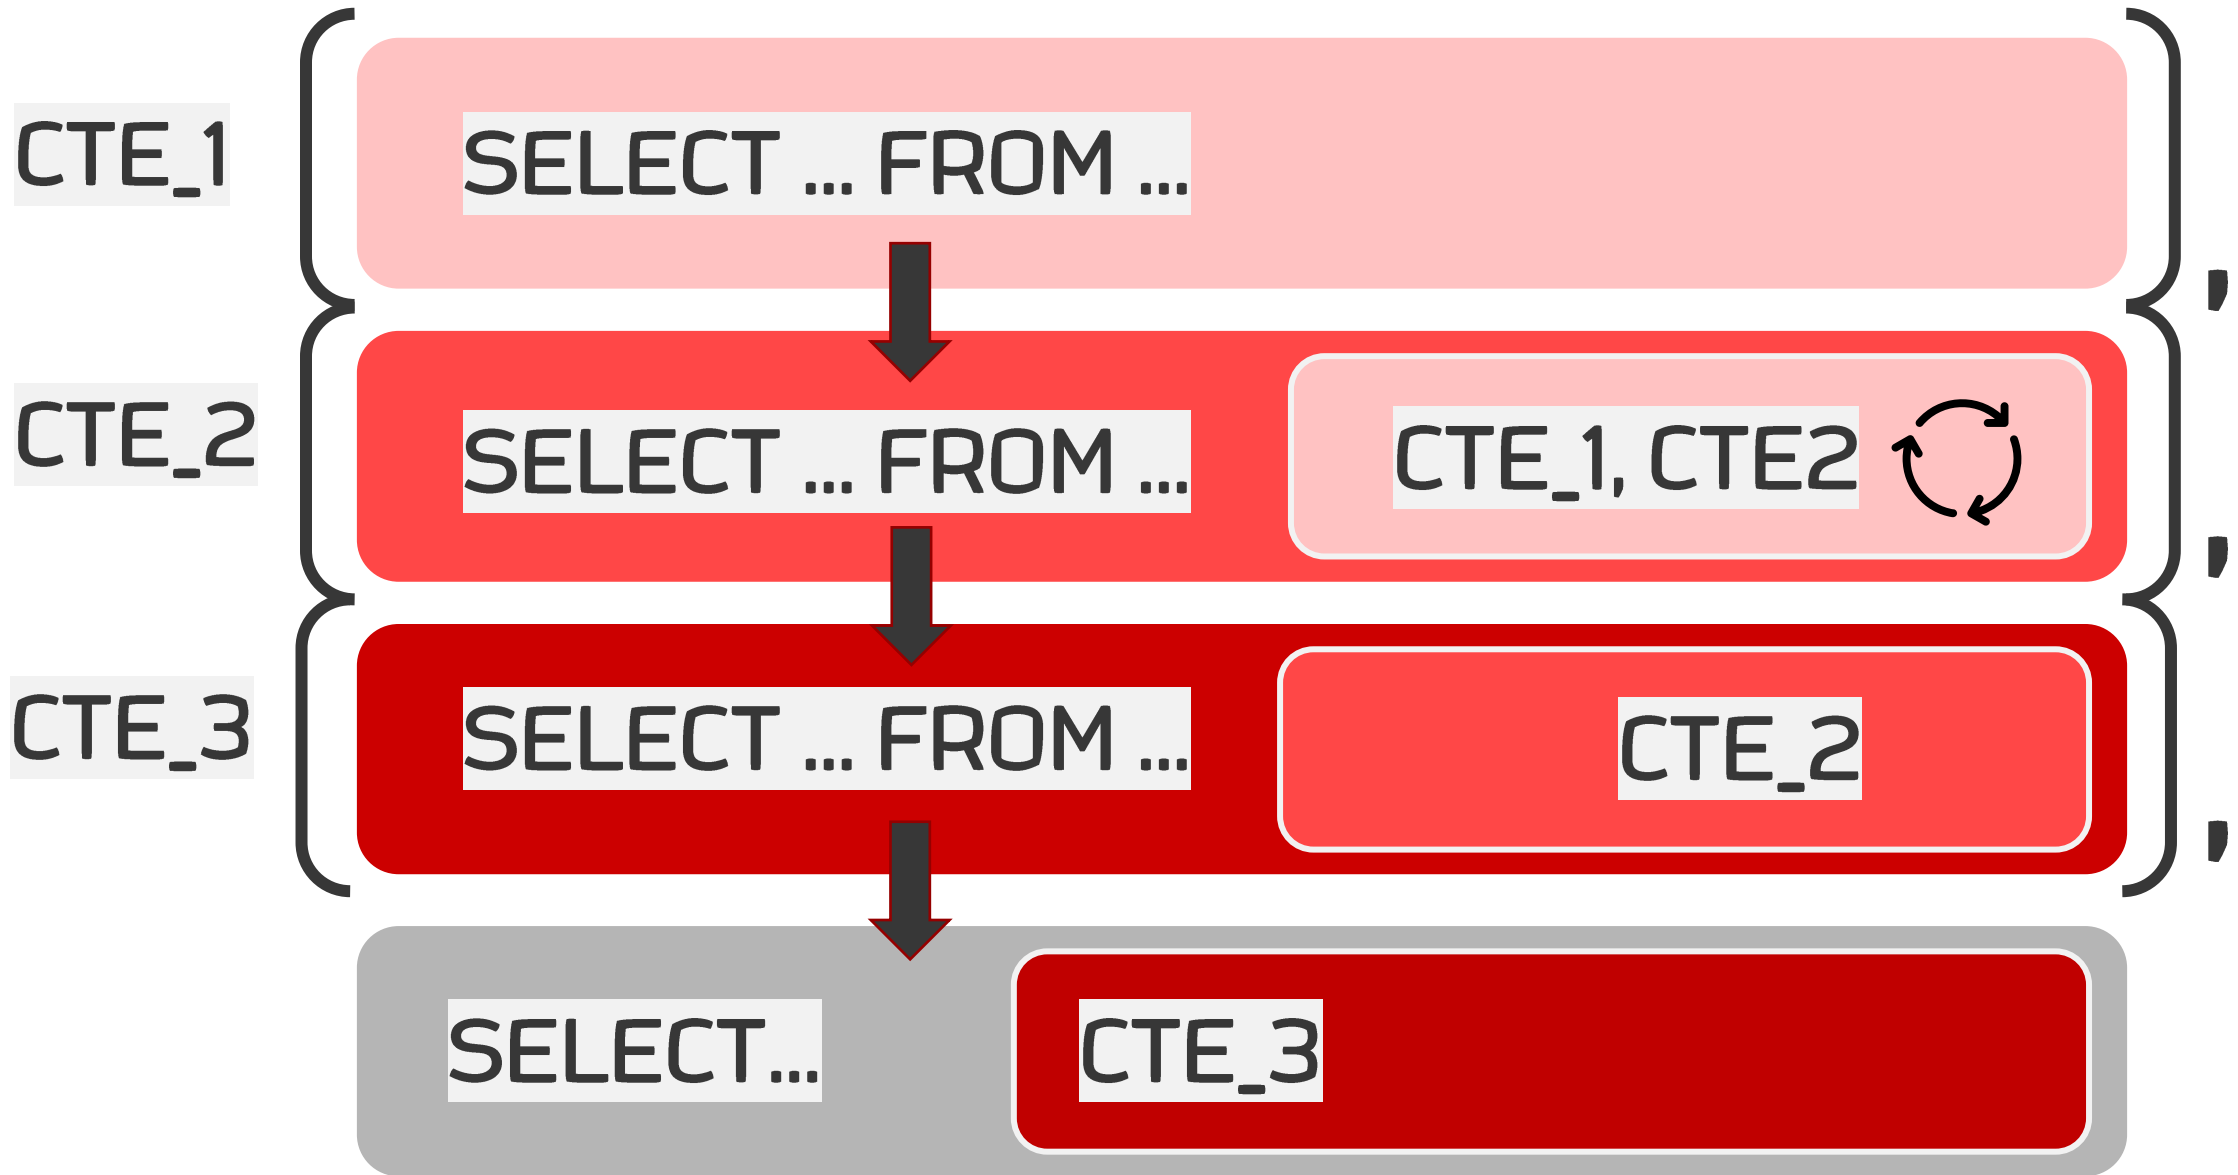 CTE_1
SELECT ... FROM ...
,
CTE_2
SELECT ... FROM ...
CTE_1, CTE2
,
CTE_3
SELECT ... FROM ...
CTE_2
,
SELECT...
CTE_3